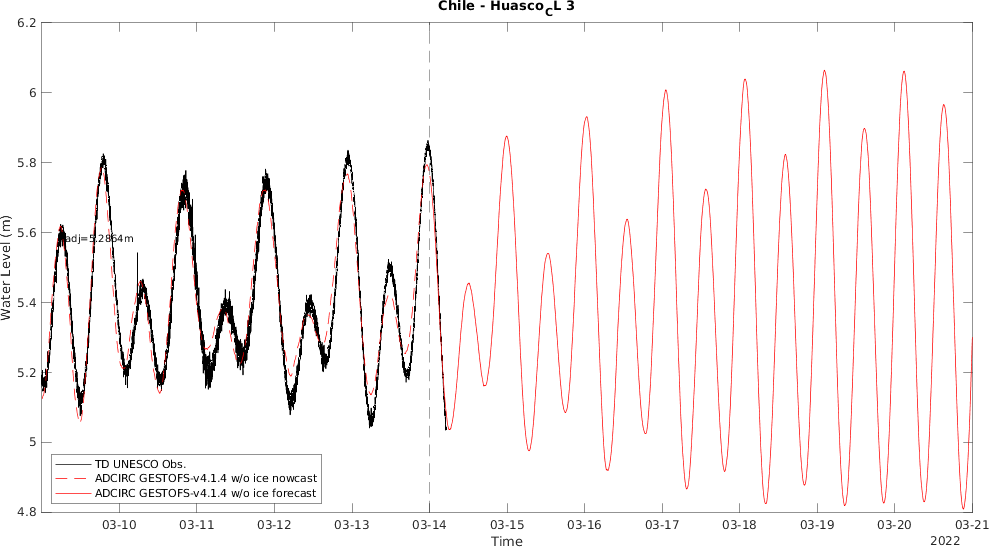 Chile - Huasco_CL 3
Water Level (m)
6.2
6
5.8
5.6
5.4
5.2
5
4.8
adj=5.2864m
TD UNESCO Obs.
ADCIRC GESTOFS-v4.1.4 w/o ice nowcast
ADCIRC GESTOFS-v4.1.4 w/o ice forecast
03-10 03-11 03-12 03-13 03-14 03-15 03-16 03-17 03-18 03-19 03-20 03-21
Time
2022